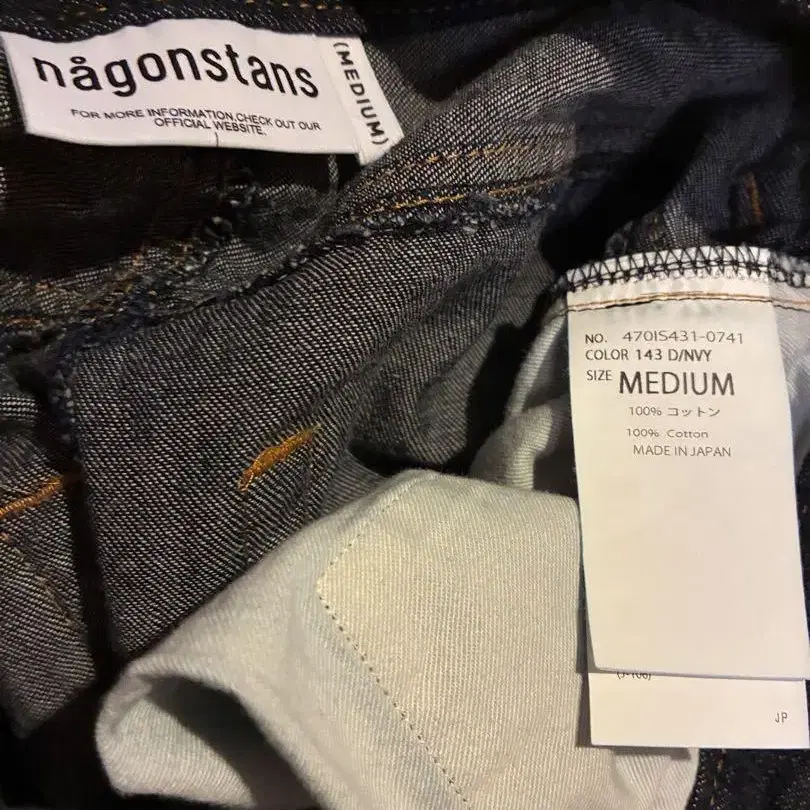 någonstans
(MEDIUM)
FOR MORE INFORMATION,CHECK OUT OUR
OFFICIAL WEBSITE.
NO. 470IS431-0741
COLOR 143 D/NVY
SIZE MEDIUM
100% コットン
100% Cotton
MADE IN JAPAN
JP